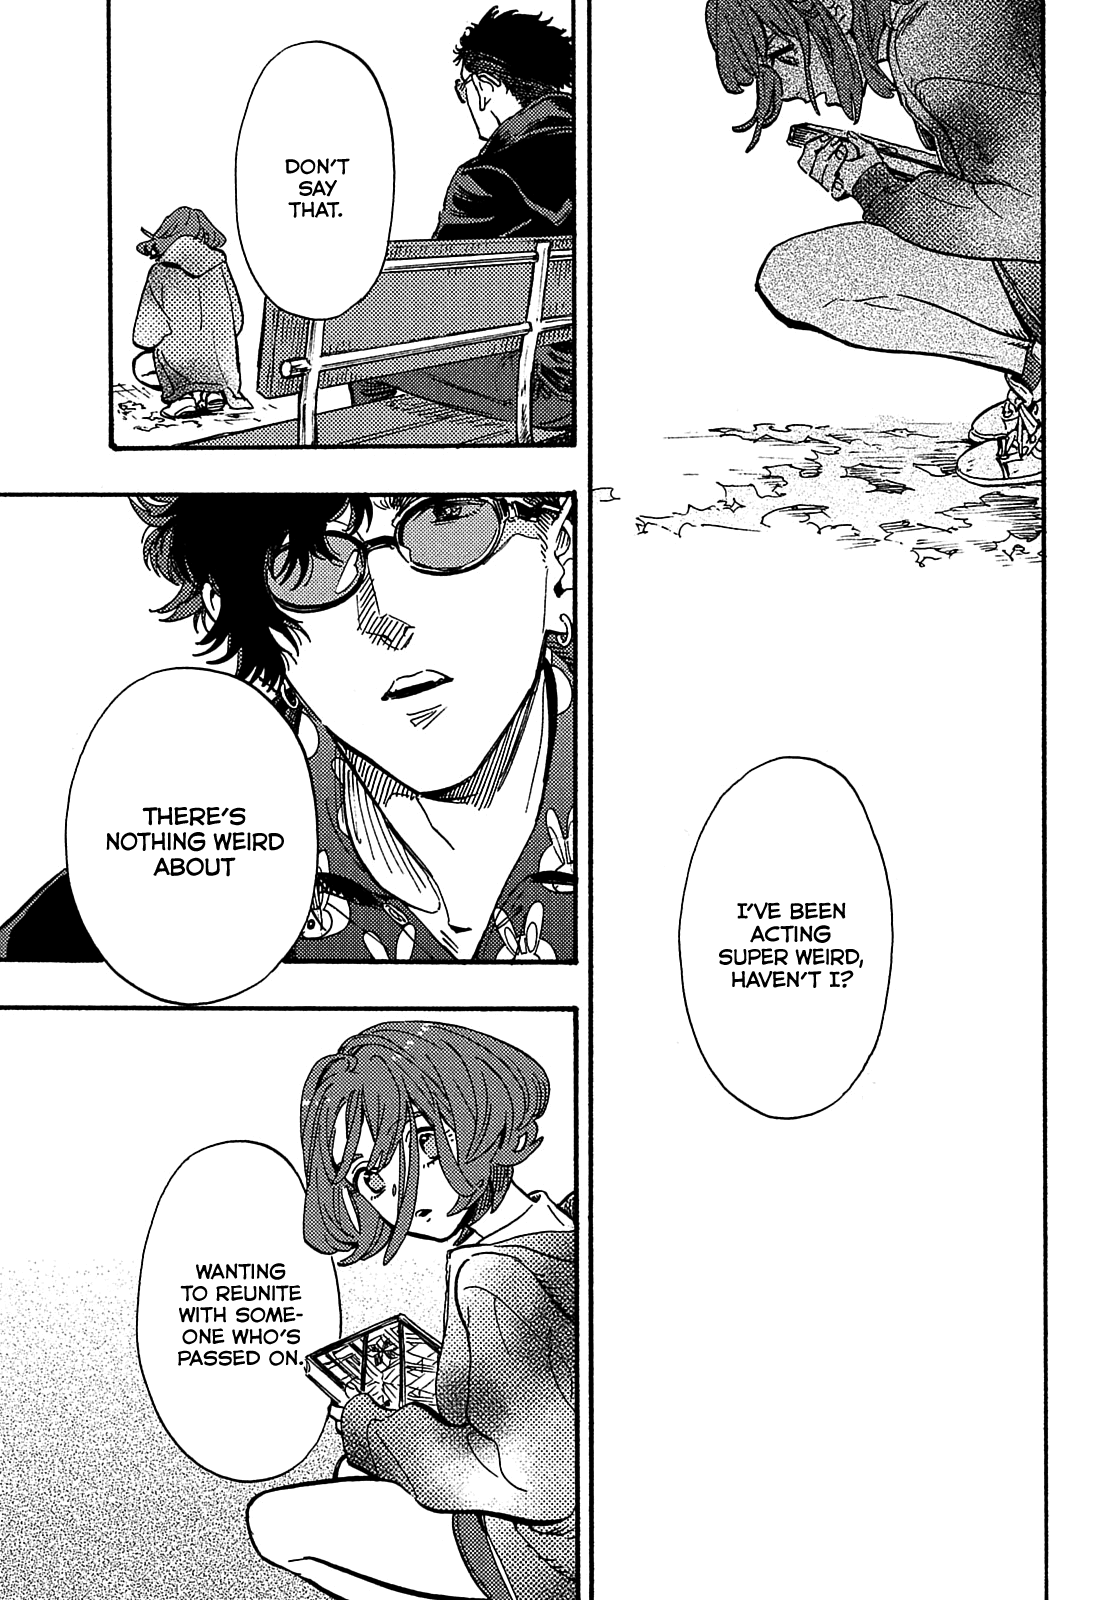 I'VE BEEN
ACTING
SUPER WEIRD,
HAVEN'T I?
DON'T
SAY
THAT.
THERE'S
NOTHING WEIRD
ABOUT
WANTING
TO REUNITE
WITH SOME-
ONE WHO'S
PASSED ON.